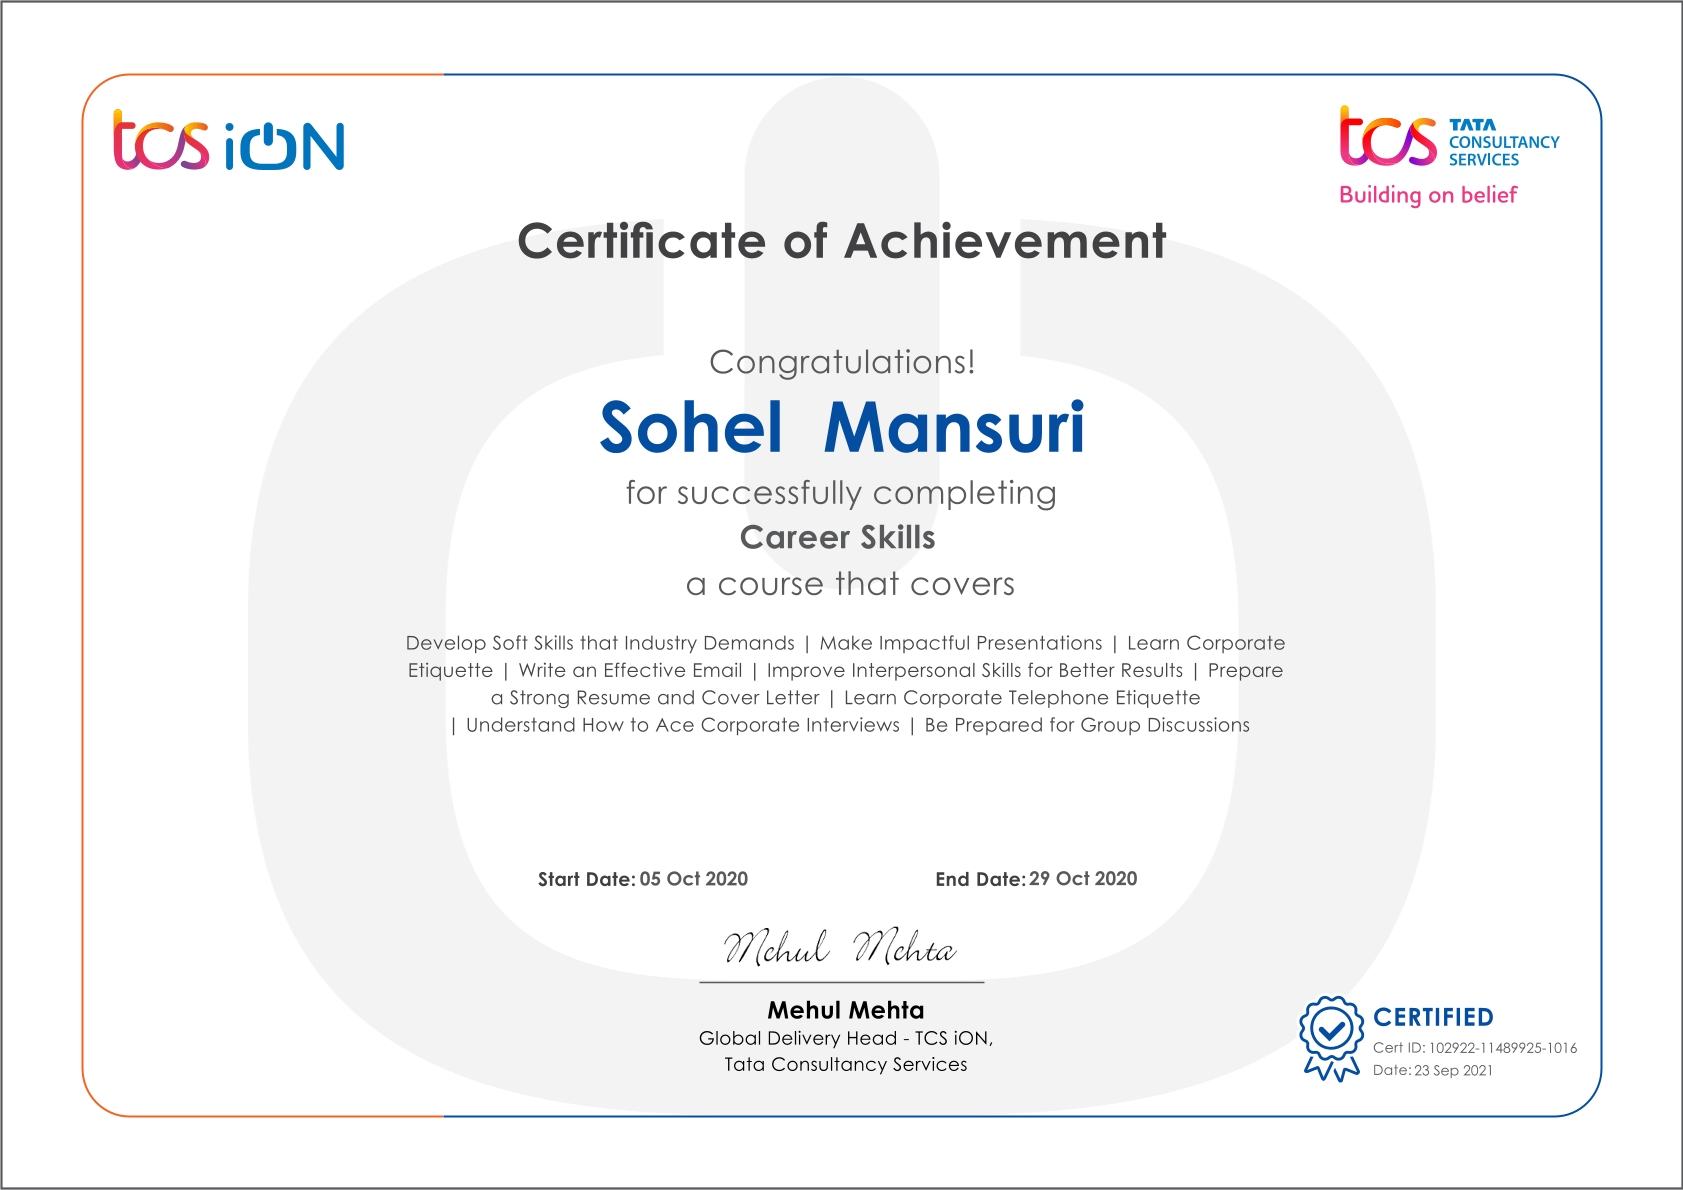 tcs iON
tcs TATA
CONSULTANCY
SERVICES
Building on belief
Certificate of Achievement
Congratulations!
Sohel Mansuri
for successfully completing
Career Skills
a course that covers
Develop Soft Skills that Industry Demands | Make Impactful Presentations | Learn Corporate
Etiquette | Write an Effective Email | Improve Interpersonal Skills for Better Results | Prepare
a Strong Resume and Cover Letter | Learn Corporate Telephone Etiquette
| Understand How to Ace Corporate Interviews | Be Prepared for Group Discussions
Start Date: 05 Oct 2020 End Date: 29 Oct 2020
Mehul Mehta
Mehul Mehta
Global Delivery Head - TCS iON,
Tata Consultancy Services
CERTIFIED
Cert ID: 102922-11489925-1016
Date: 23 Sep 2021